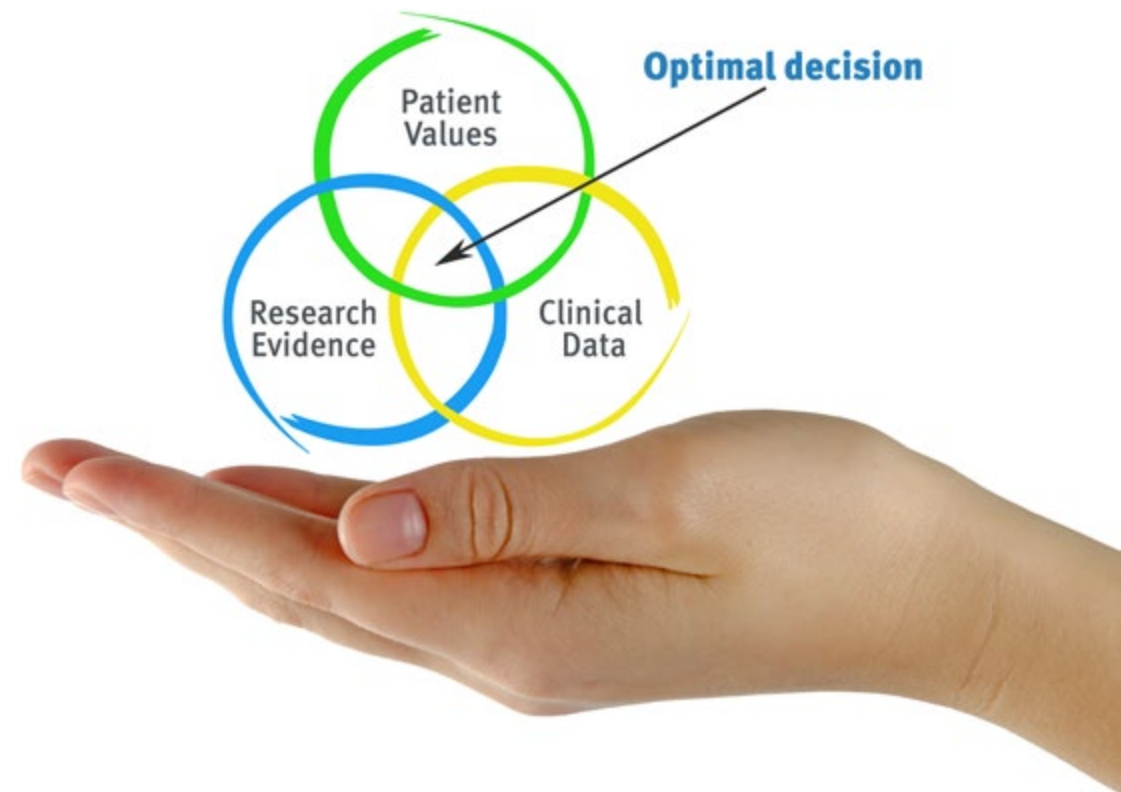 Optimal decision
Patient
Values
Research
Evidence
Clinical
Data